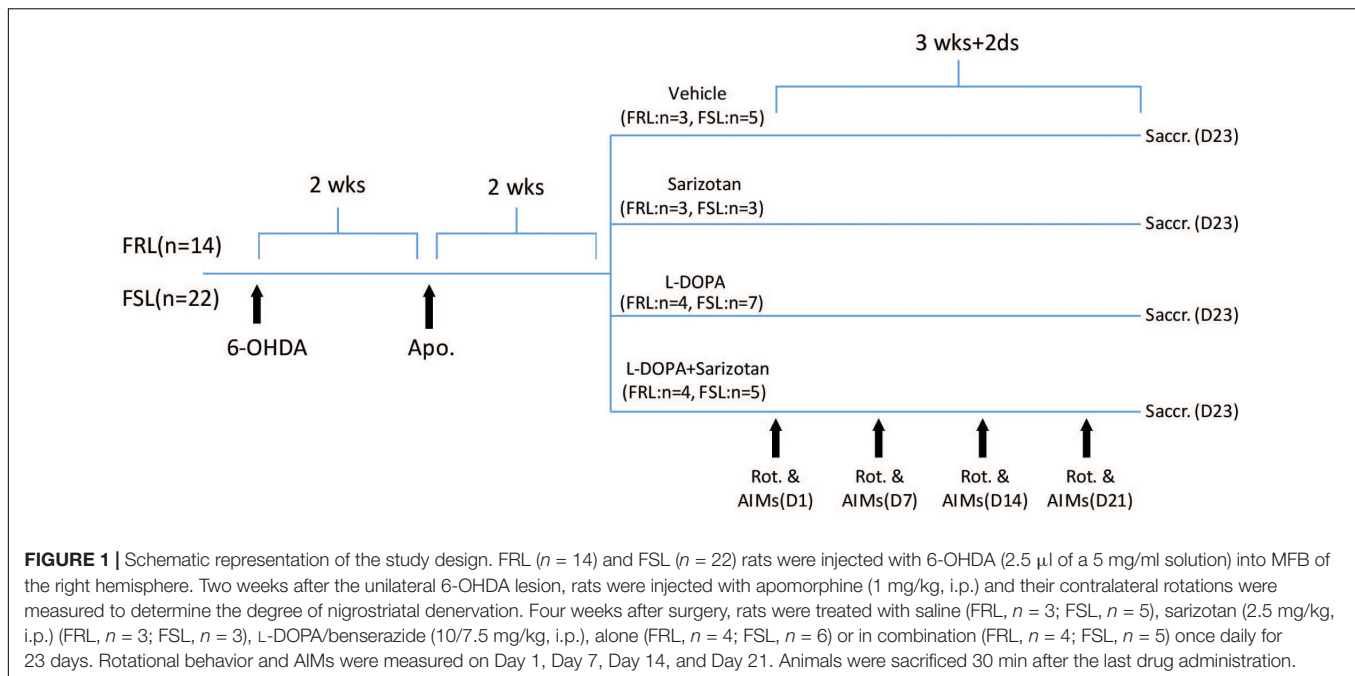 3 wks+2ds
Vehicle
(FRL:n=3, FSL:n=5)
Saccr. (D23)
2 wks
2 wks
Sarizotan
(FRL:n=3, FSL:n=3)
Saccr. (D23)
FRL(n=14)
FSL(n=22)
L-DOPA
(FRL:n=4, FSL:n=7)
Saccr. (D23)
6-OHDA
Apo.
L-DOPA+Sarizotan
(FRL:n=4, FSL:n=5)
Saccr. (D23)
Rot. &
AIMs(D1)
Rot. &
AIMs(D7)
Rot. &
AIMs(D14)
Rot. &
AIMs(D21)
FIGURE 1 | Schematic representation of the study design. FRL (n = 14) and FSL (n = 22) rats were injected with 6-OHDA (2.5 μl of a 5 mg/ml solution) into MFB of
the right hemisphere. Two weeks after the unilateral 6-OHDA lesion, rats were injected with apomorphine (1 mg/kg, i.p.) and their contralateral rotations were
measured to determine the degree of nigrostriatal denervation. Four weeks after surgery, rats were treated with saline (FRL, n = 3; FSL, n = 5), sarizotan (2.5 mg/kg,
i.p.) (FRL, n = 3; FSL, n = 3), L-DOPA/benserazide (10/7.5 mg/kg, i.p.), alone (FRL, n = 4; FSL, n = 6) or in combination (FRL, n = 4; FSL, n = 5) once daily for
23 days. Rotational behavior and AIMs were measured on Day 1, Day 7, Day 14, and Day 21. Animals were sacrificed 30 min after the last drug administration.